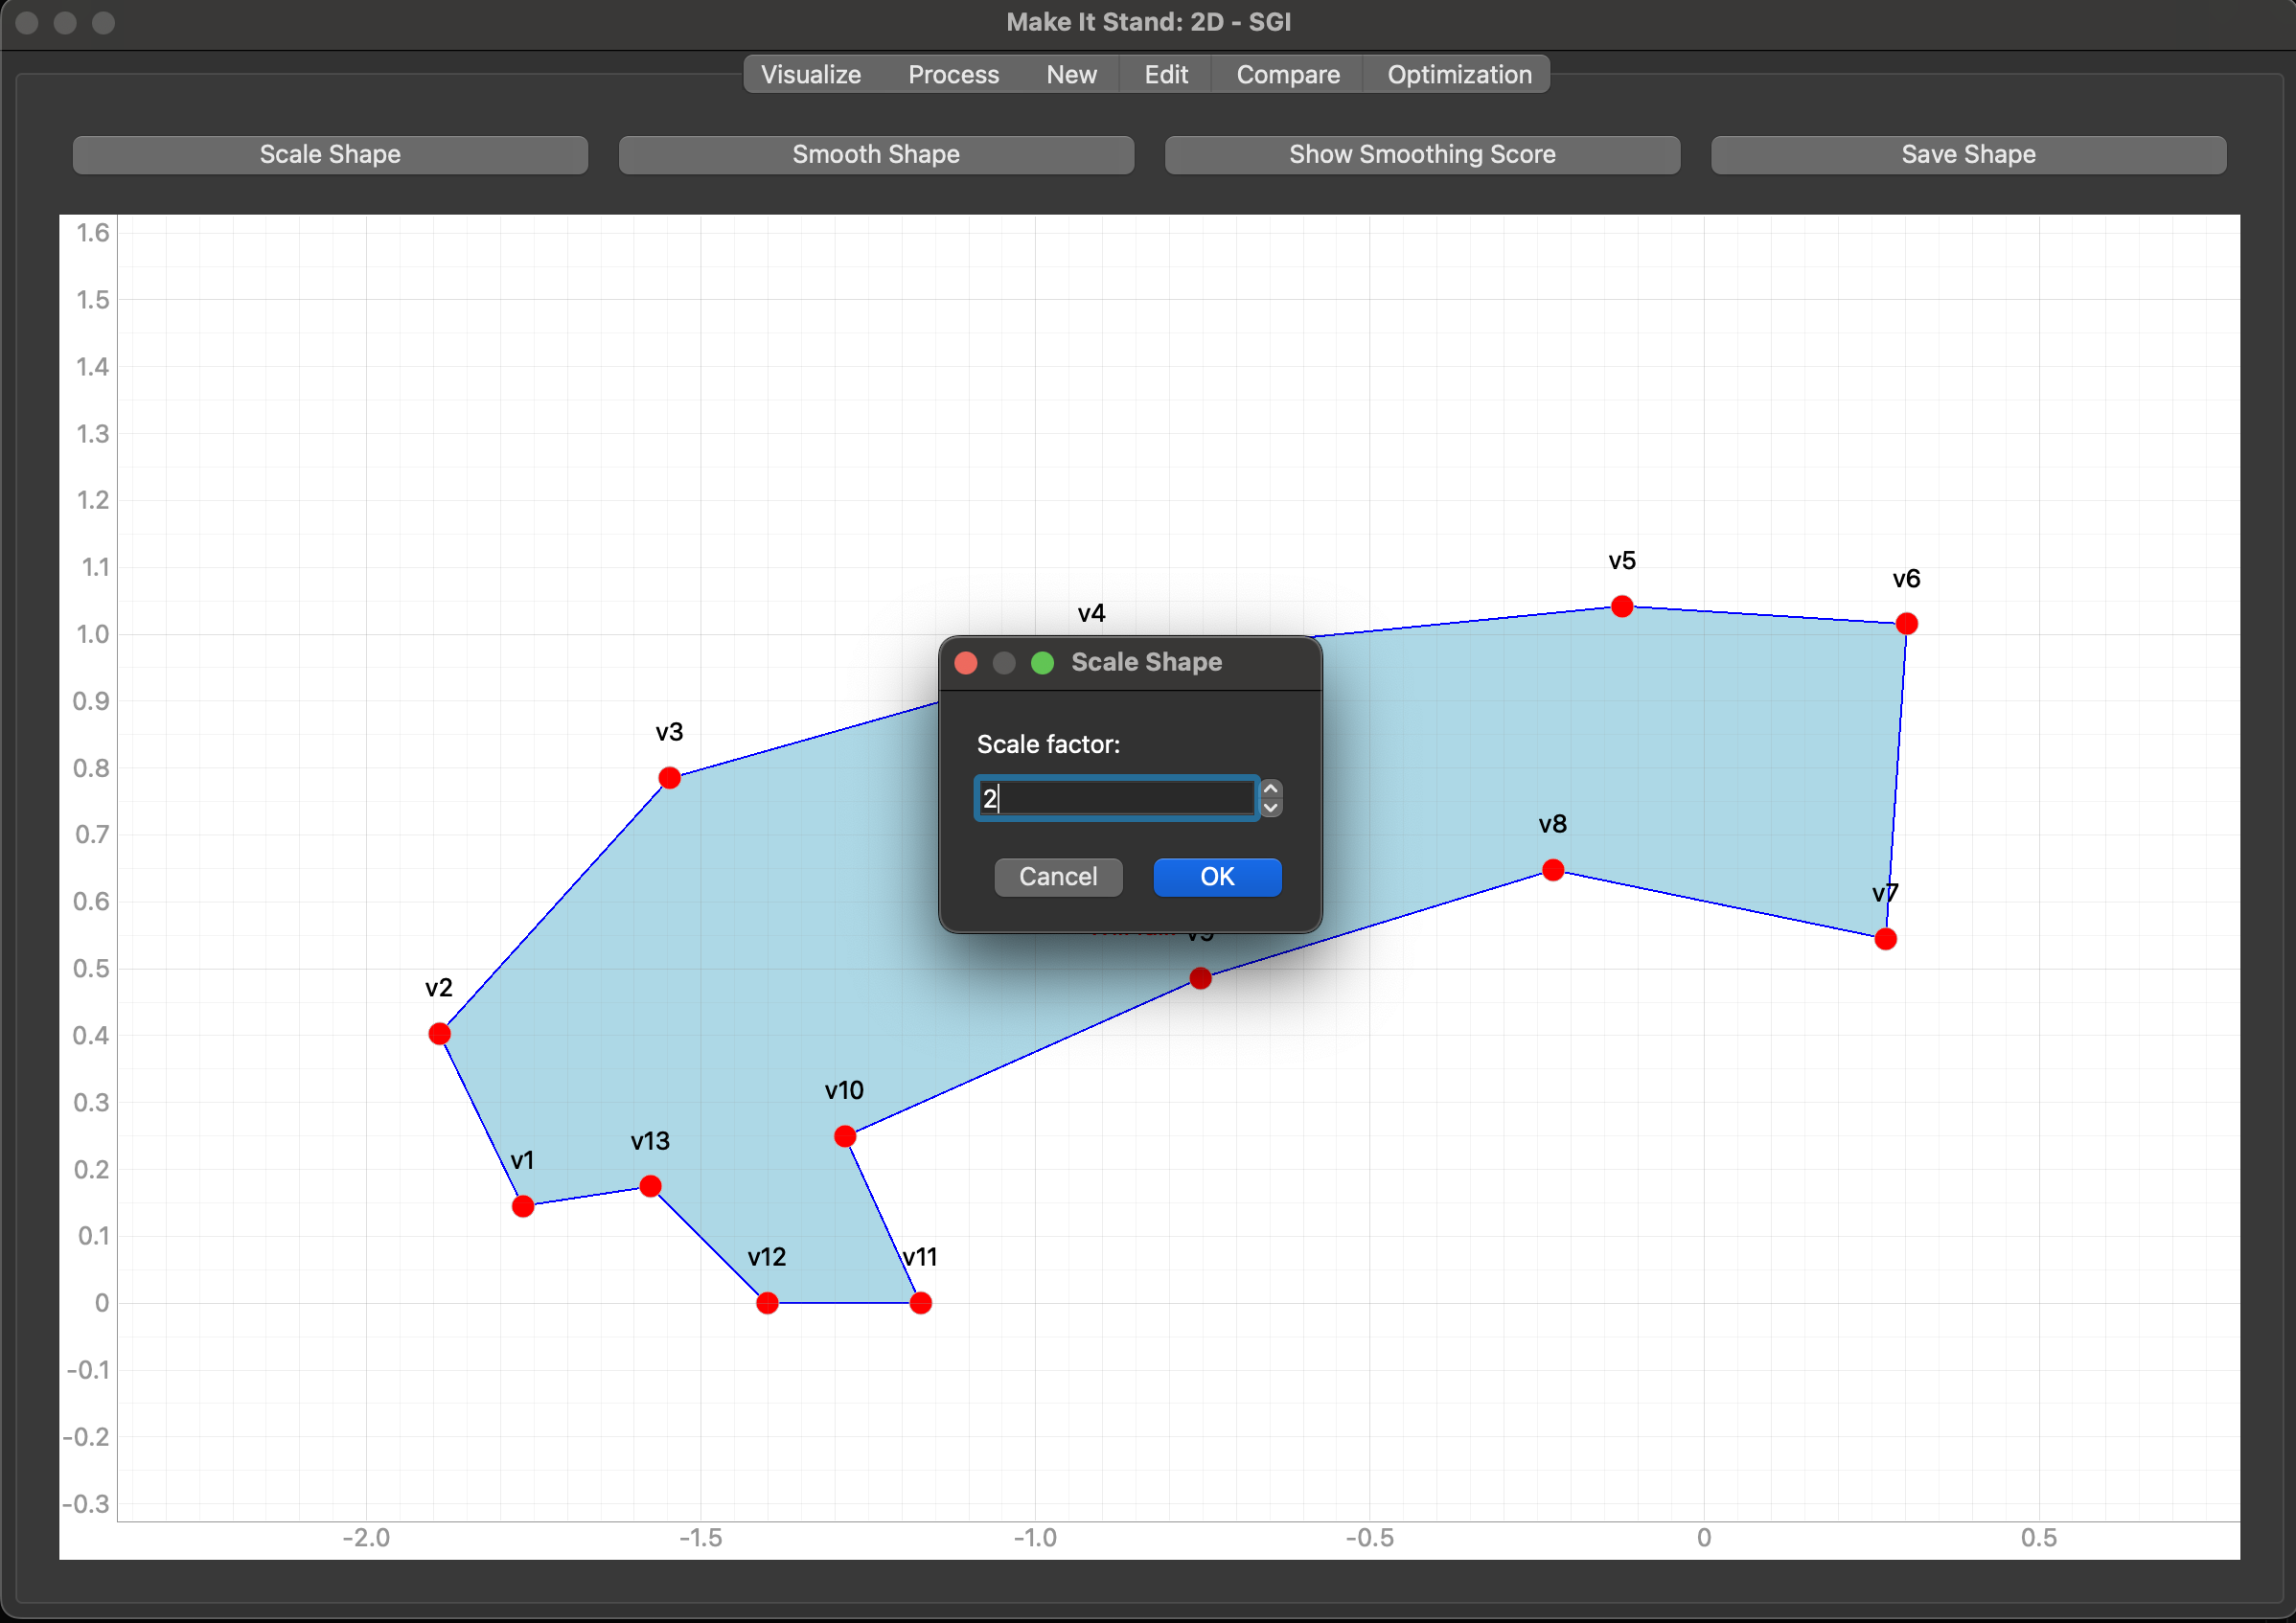 Make It Stand: 2D - SGI
Visualize Process New Edit Compare Optimization
Scale Shape Smooth Shape Show Smoothing Score Save Shape
1.6
1.5
1.4
1.3
1.2
1.1
v5
v6
v4
1.0
Scale Shape
0.9
v3
Scale factor:
0.8
2
v8
0.7
Cancel OK
v7
0.6
v9
0.5
v2
0.4
v10
0.3
v13
v1
0.2
0.1
v12 v11
0
-0.1
-0.2
-0.3
-2.0 -1.5 -1.0 -0.5 0 0.5